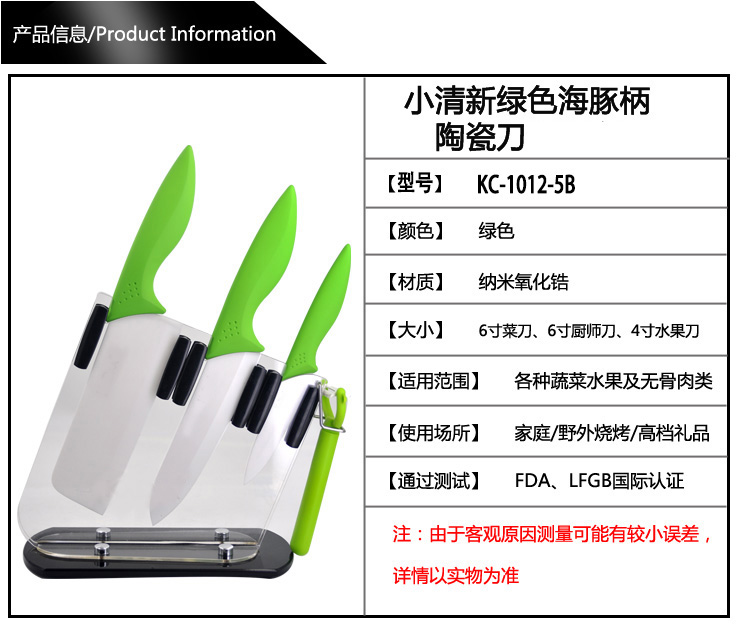 产品信息/Product Information
小清新绿色海豚柄
陶瓷刀
【型号】 KC-1012-5B
【颜色】 绿色
【材质】 纳米氧化锆
【大小】 6寸菜刀、6寸厨师刀、4寸水果刀
【适用范围】 各种蔬菜水果及无骨肉类
【使用场所】 家庭/野外烧烤/高档礼品
【通过测试】 FDA、LFGB国际认证
注：由于客观原因测量可能有较小误差，
详情以实物为准